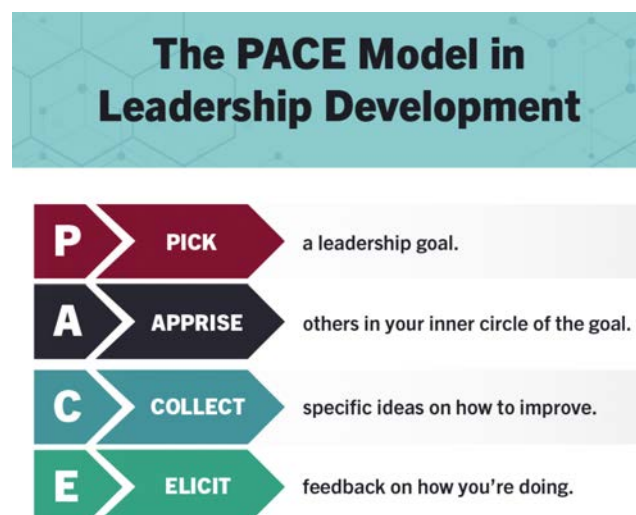 The PACE Model in
Leadership Development
P PICK a leadership goal.
A APPRISE others in your inner circle of the goal.
C COLLECT specific ideas on how to improve.
E ELICIT feedback on how you're doing.